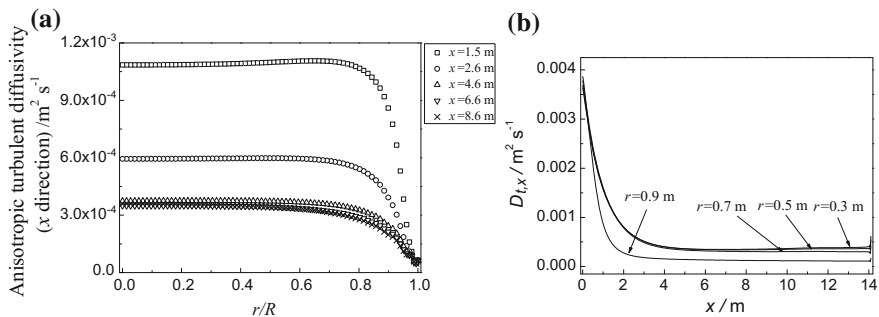 (a)
Anisotropic turbulent diffusivity
(x direction) /m² s⁻¹
1.2x10⁻³
9.0x10⁻⁴
6.0x10⁻⁴
3.0x10⁻⁴
0.0
0.0 0.2 0.4 0.6 0.8 1.0
r/R
x=1.5 m
x=2.6 m
x=4.6 m
x=6.6 m
x=8.6 m
(b)
Dt,x / m² s⁻¹
0.004
0.003
0.002
0.001
0.000
r=0.9 m
r=0.7 m
r=0.5 m
r=0.3 m
0 2 4 6 8 10 12 14
x / m